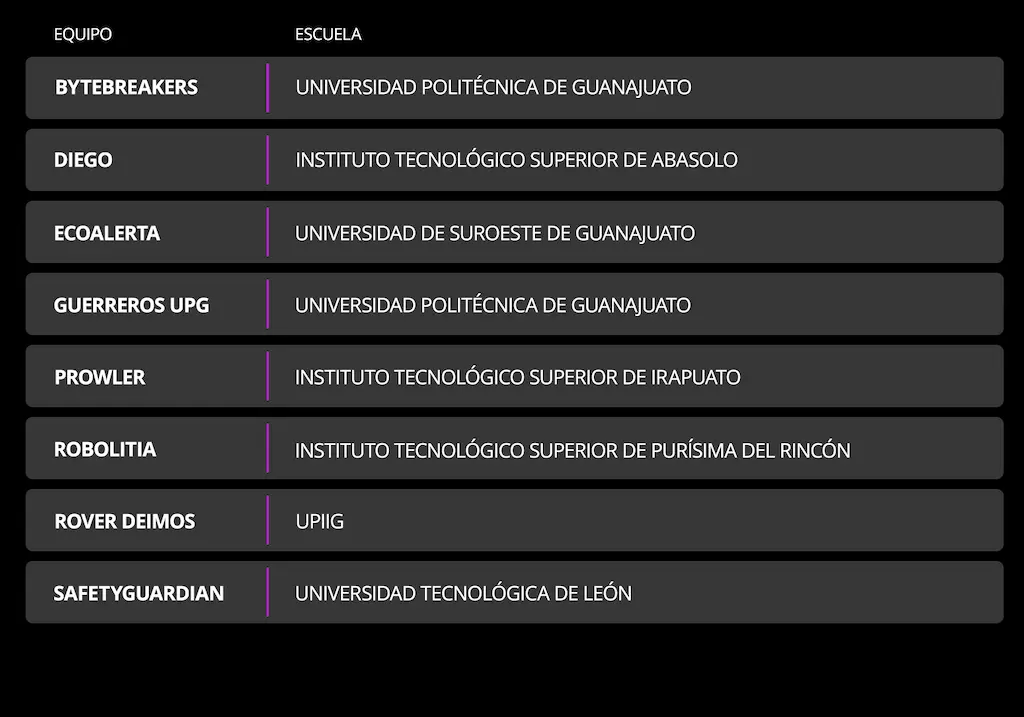 EQUIPO ESCUELA
BYTEBREAKERS UNIVERSIDAD POLITÉCNICA DE GUANAJUATO
DIEGO INSTITUTO TECNOLÓGICO SUPERIOR DE ABASOLO
ECOALERTA UNIVERSIDAD DE SUROESTE DE GUANAJUATO
GUERREROS UPG UNIVERSIDAD POLITÉCNICA DE GUANAJUATO
PROWLER INSTITUTO TECNOLÓGICO SUPERIOR DE IRAPUATO
ROBOLITIA INSTITUTO TECNOLÓGICO SUPERIOR DE PURÍSIMA DEL RINCÓN
ROVER DEIMOS UPIIG
SAFETYGUARDIAN UNIVERSIDAD TECNOLÓGICA DE LEÓN